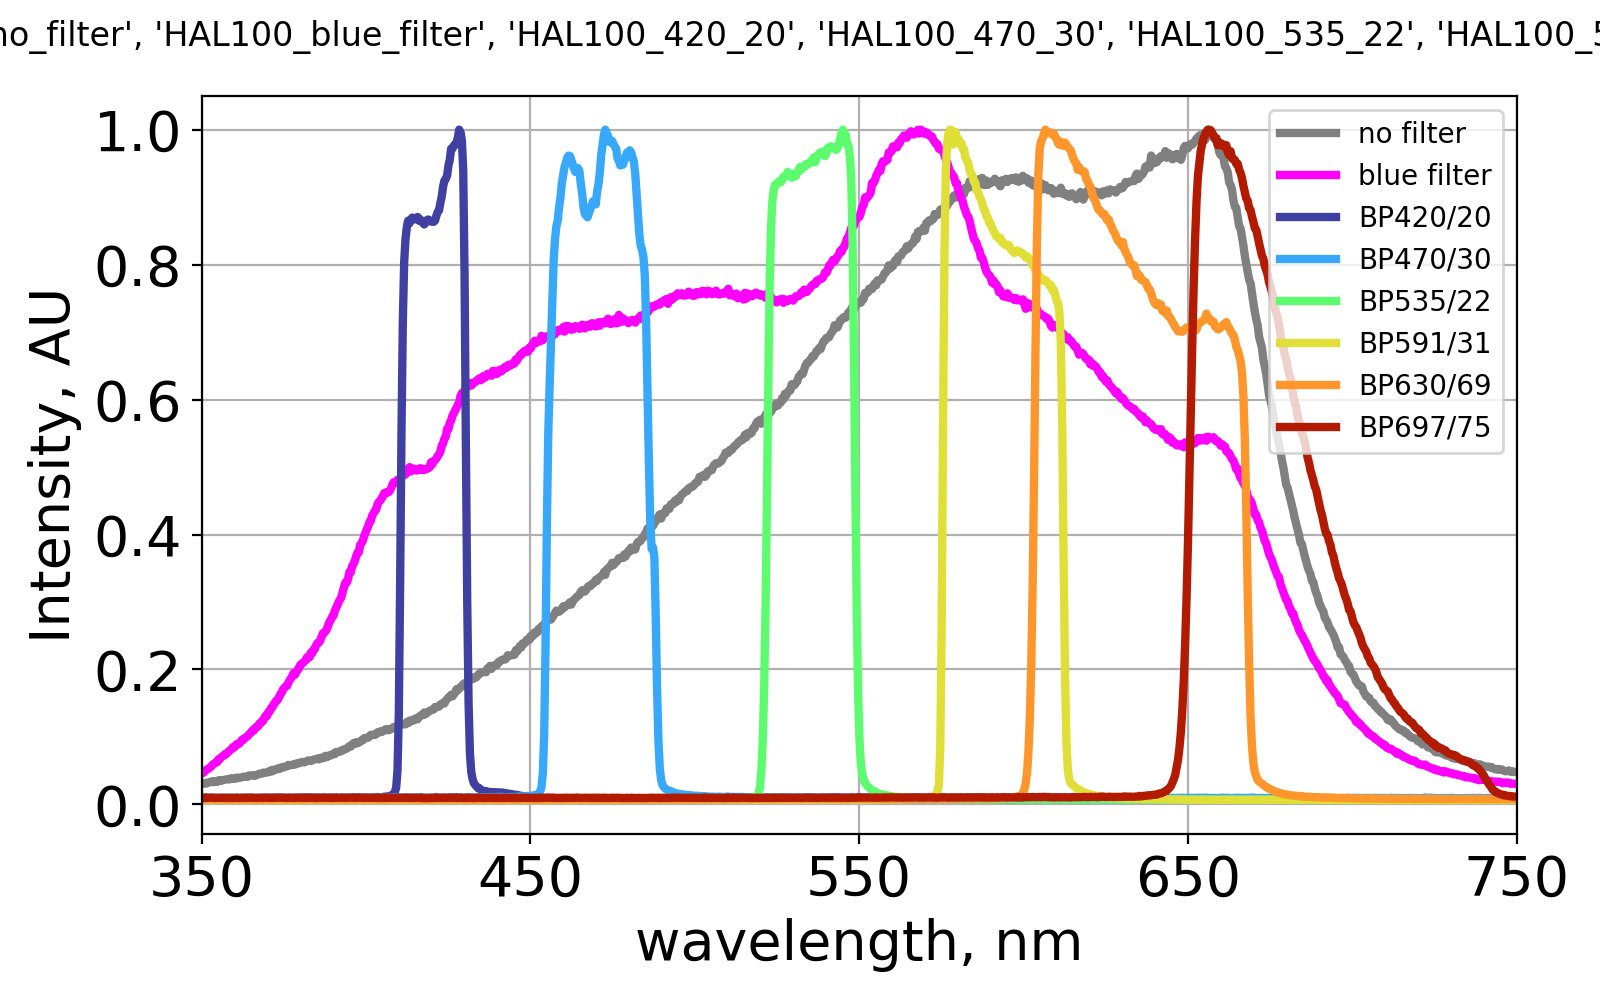 no_filter', 'HAL100_blue_filter', 'HAL100_420_20', 'HAL100_470_30', 'HAL100_535_22', 'HAL100_5
1.0
0.8
0.6
0.4
0.2
0.0
Intensity, AU
350 450 550 650 750
wavelength, nm
no filter
blue filter
BP420/20
BP470/30
BP535/22
BP591/31
BP630/69
BP697/75